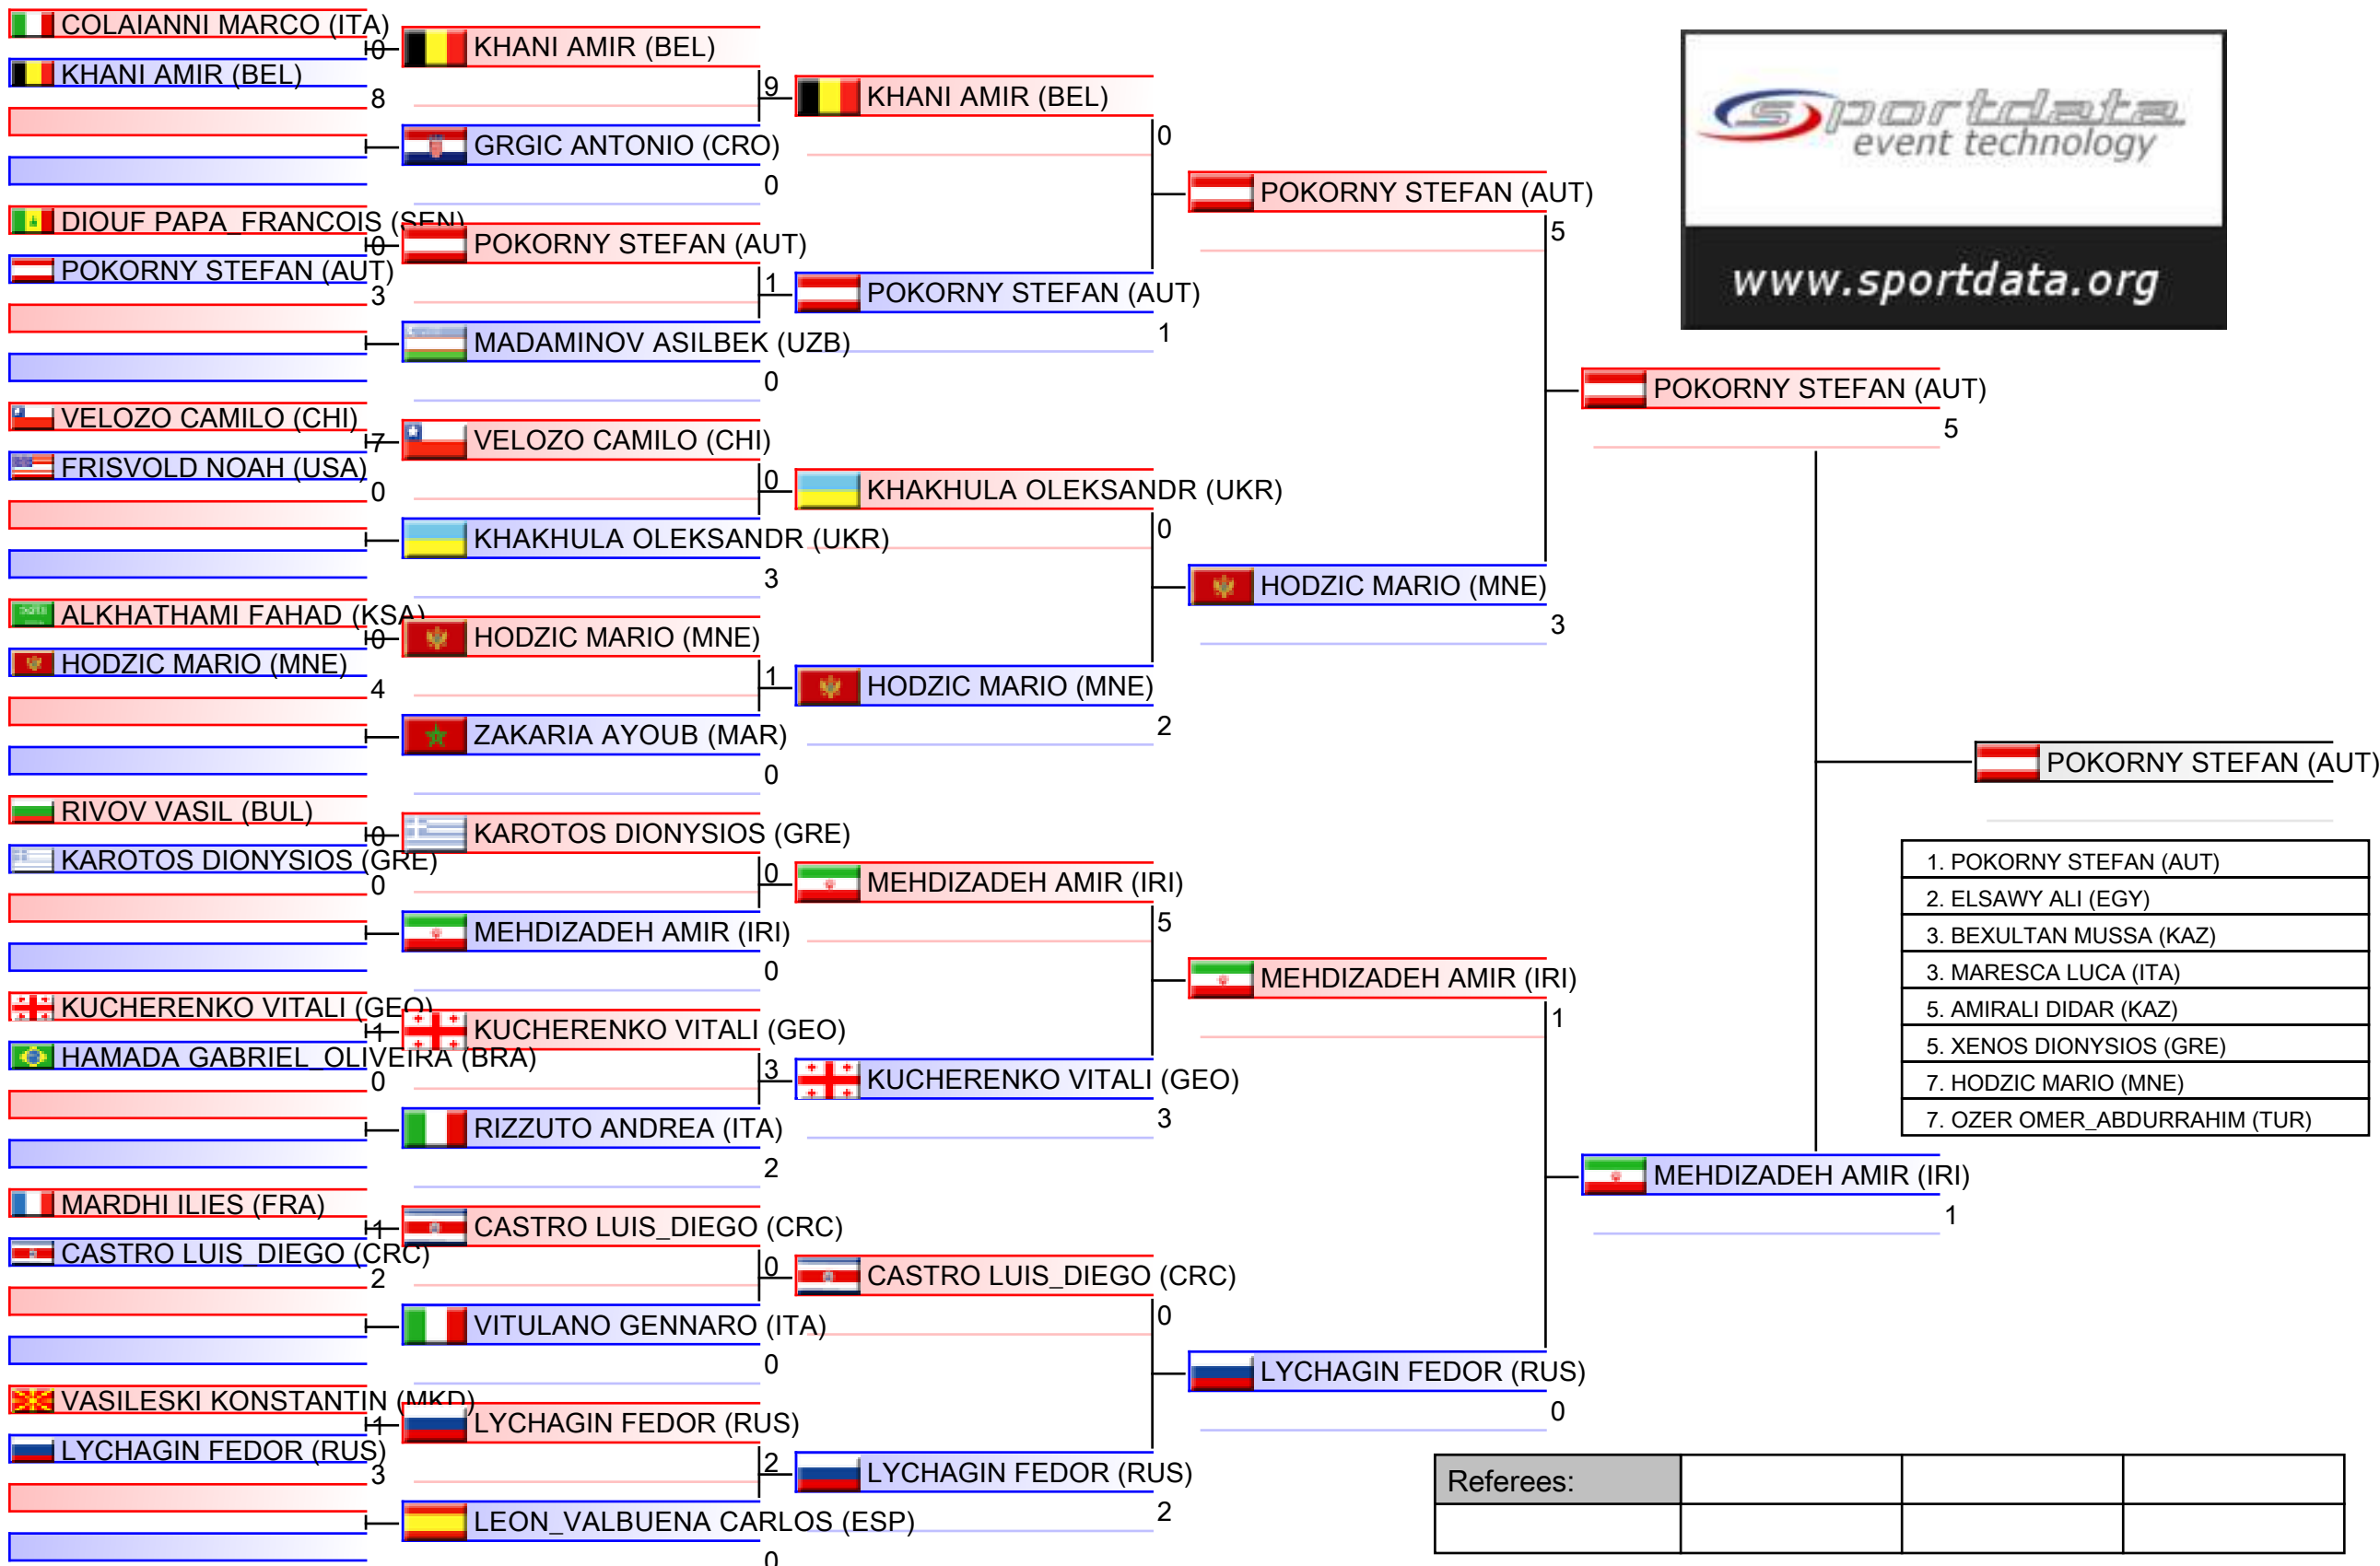 COLAIANNI MARCO (ITA)
0
KHANI AMIR (BEL)
8
DIOUF PAPA_FRANCOIS (SEN)
0
POKORNY STEFAN (AUT)
3
VELOZO CAMILO (CHI)
7
FRISVOLD NOAH (USA)
0
ALKHATHAMI FAHAD (KSA)
0
HODZIC MARIO (MNE)
4
RIVOV VASIL (BUL)
0
KAROTOS DIONYSIOS (GRE)
0
KUCHERENKO VITALI (GEO)
1
HAMADA GABRIEL_OLIVEIRA (BRA)
0
MARDHI ILIES (FRA)
1
CASTRO LUIS_DIEGO (CRC)
2
VASILESKI KONSTANTIN (MKD)
1
LYCHAGIN FEDOR (RUS)
3
KHANI AMIR (BEL)
9
GRGIC ANTONIO (CRO)
0
POKORNY STEFAN (AUT)
1
MADAMINOV ASILBEK (UZB)
0
VELOZO CAMILO (CHI)
0
KHAKHULA OLEKSANDR (UKR)
3
HODZIC MARIO (MNE)
1
ZAKARIA AYOUB (MAR)
0
KAROTOS DIONYSIOS (GRE)
0
MEHDIZADEH AMIR (IRI)
0
KUCHERENKO VITALI (GEO)
3
RIZZUTO ANDREA (ITA)
2
CASTRO LUIS_DIEGO (CRC)
0
VITULANO GENNARO (ITA)
0
LYCHAGIN FEDOR (RUS)
2
LEON_VALBUENA CARLOS (ESP)
0
KHANI AMIR (BEL)
0
POKORNY STEFAN (AUT)
1
KHAKHULA OLEKSANDR (UKR)
0
HODZIC MARIO (MNE)
2
MEHDIZADEH AMIR (IRI)
5
KUCHERENKO VITALI (GEO)
3
CASTRO LUIS_DIEGO (CRC)
0
LYCHAGIN FEDOR (RUS)
2
POKORNY STEFAN (AUT)
5
HODZIC MARIO (MNE)
3
MEHDIZADEH AMIR (IRI)
1
LYCHAGIN FEDOR (RUS)
0
POKORNY STEFAN (AUT)
5
MEHDIZADEH AMIR (IRI)
1
POKORNY STEFAN (AUT)
sportdata
event technology
www.sportdata.org
1. POKORNY STEFAN (AUT)
2. ELSAWY ALI (EGY)
3. BEXULTAN MUSSA (KAZ)
3. MARESCA LUCA (ITA)
5. AMIRALI DIDAR (KAZ)
5. XENOS DIONYSIOS (GRE)
7. HODZIC MARIO (MNE)
7. OZER OMER_ABDURRAHIM (TUR)
Referees: